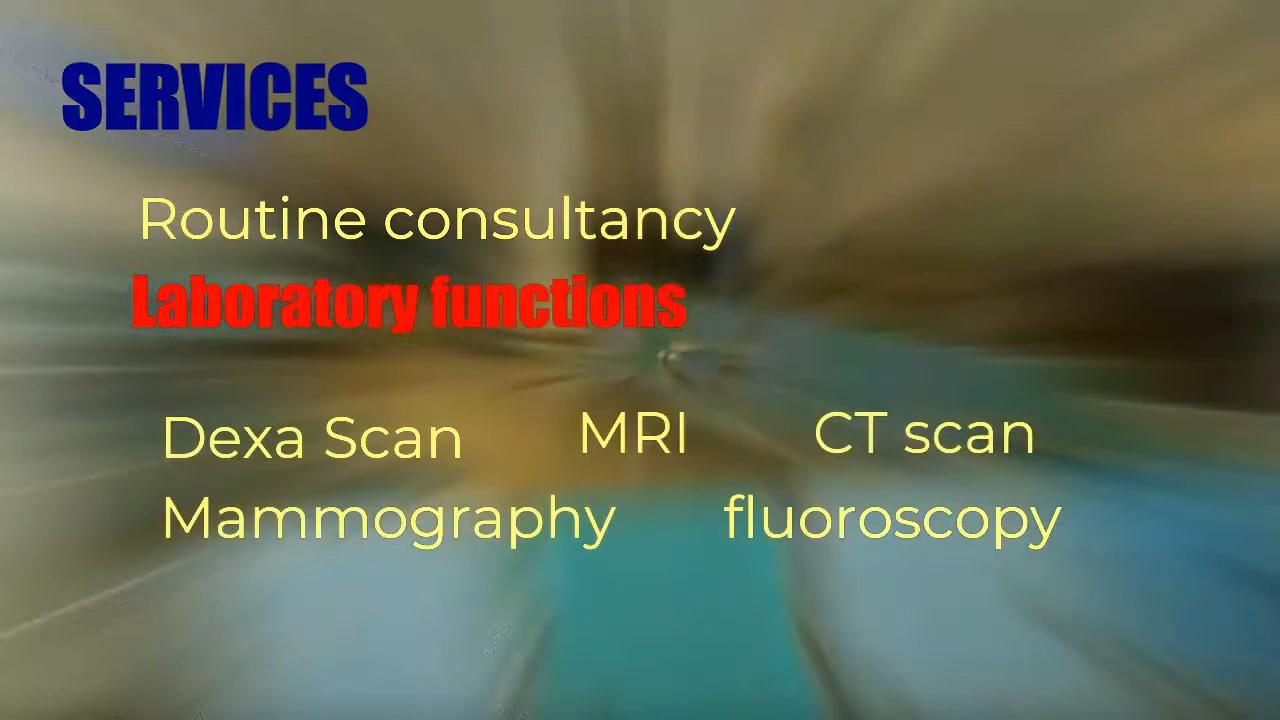 SERVICES
Routine consultancy
Laboratory functions
Dexa Scan MRI CT scan
Mammography fluoroscopy